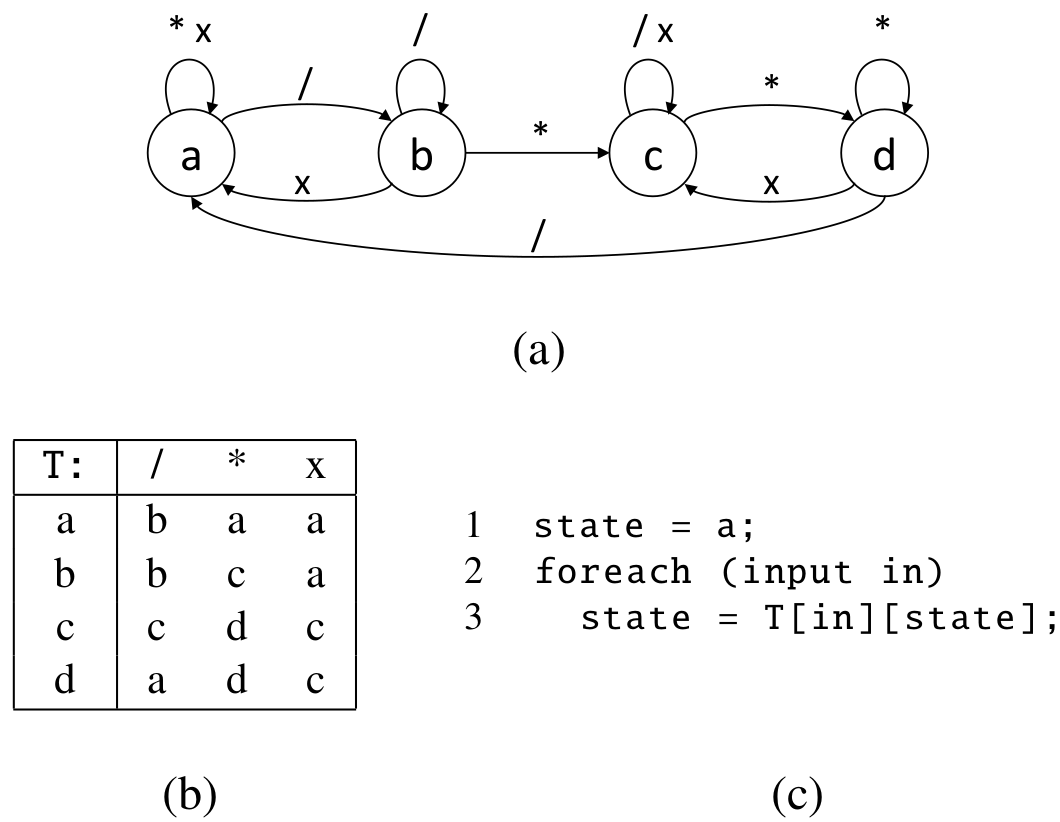 * x / / x *
/ *
*
a b c d
x x
/
(a)
T: / * x
a b a a
b b c a
c c d c
d a d c
1 state = a;
2 foreach (input in)
3 state = T[in][state];
(b) (c)